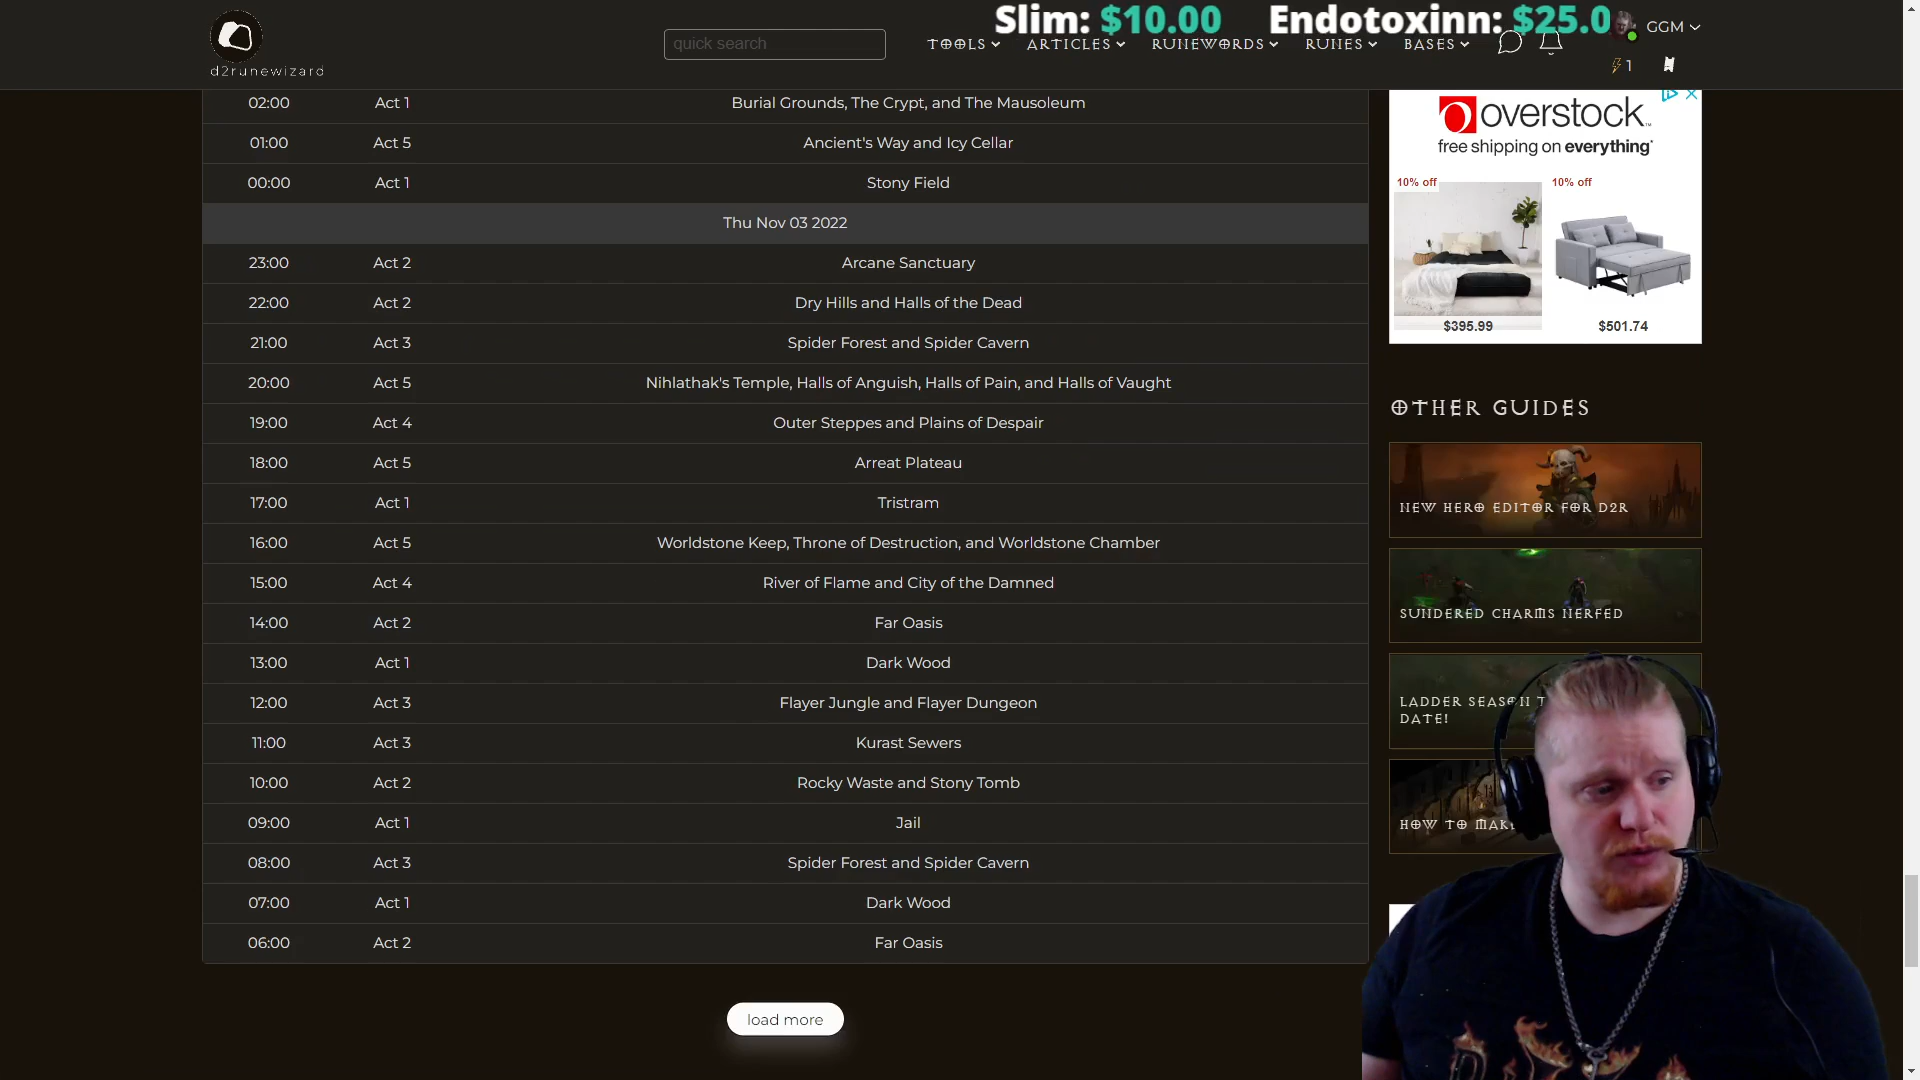 Slim: $10.00 Endotoxinn: $25.0
d2runewizard
quick search
TOOLS ARTICLES RUNEWORDS RUNES BASES
GGM
1
02:00 Act 1 Burial Grounds, The Crypt, and The Mausoleum
01:00 Act 5 Ancient's Way and Icy Cellar
00:00 Act 1 Stony Field
Thu Nov 03 2022
23:00 Act 2 Arcane Sanctuary
22:00 Act 2 Dry Hills and Halls of the Dead
21:00 Act 3 Spider Forest and Spider Cavern
20:00 Act 5 Nihlathak's Temple, Halls of Anguish, Halls of Pain, and Halls of Vaught
19:00 Act 4 Outer Steppes and Plains of Despair
18:00 Act 5 Arreat Plateau
17:00 Act 1 Tristram
16:00 Act 5 Worldstone Keep, Throne of Destruction, and Worldstone Chamber
15:00 Act 4 River of Flame and City of the Damned
14:00 Act 2 Far Oasis
13:00 Act 1 Dark Wood
12:00 Act 3 Flayer Jungle and Flayer Dungeon
11:00 Act 3 Kurast Sewers
10:00 Act 2 Rocky Waste and Stony Tomb
09:00 Act 1 Jail
08:00 Act 3 Spider Forest and Spider Cavern
07:00 Act 1 Dark Wood
06:00 Act 2 Far Oasis
load more
overstock
free shipping on everything*
10% off 10% off
$395.99 $501.74
OTHER GUIDES
NEW HERO EDITOR FOR D2R
SUNDERED CHARMS NERFED
LADDER SEASON
DATE!
HOW TO